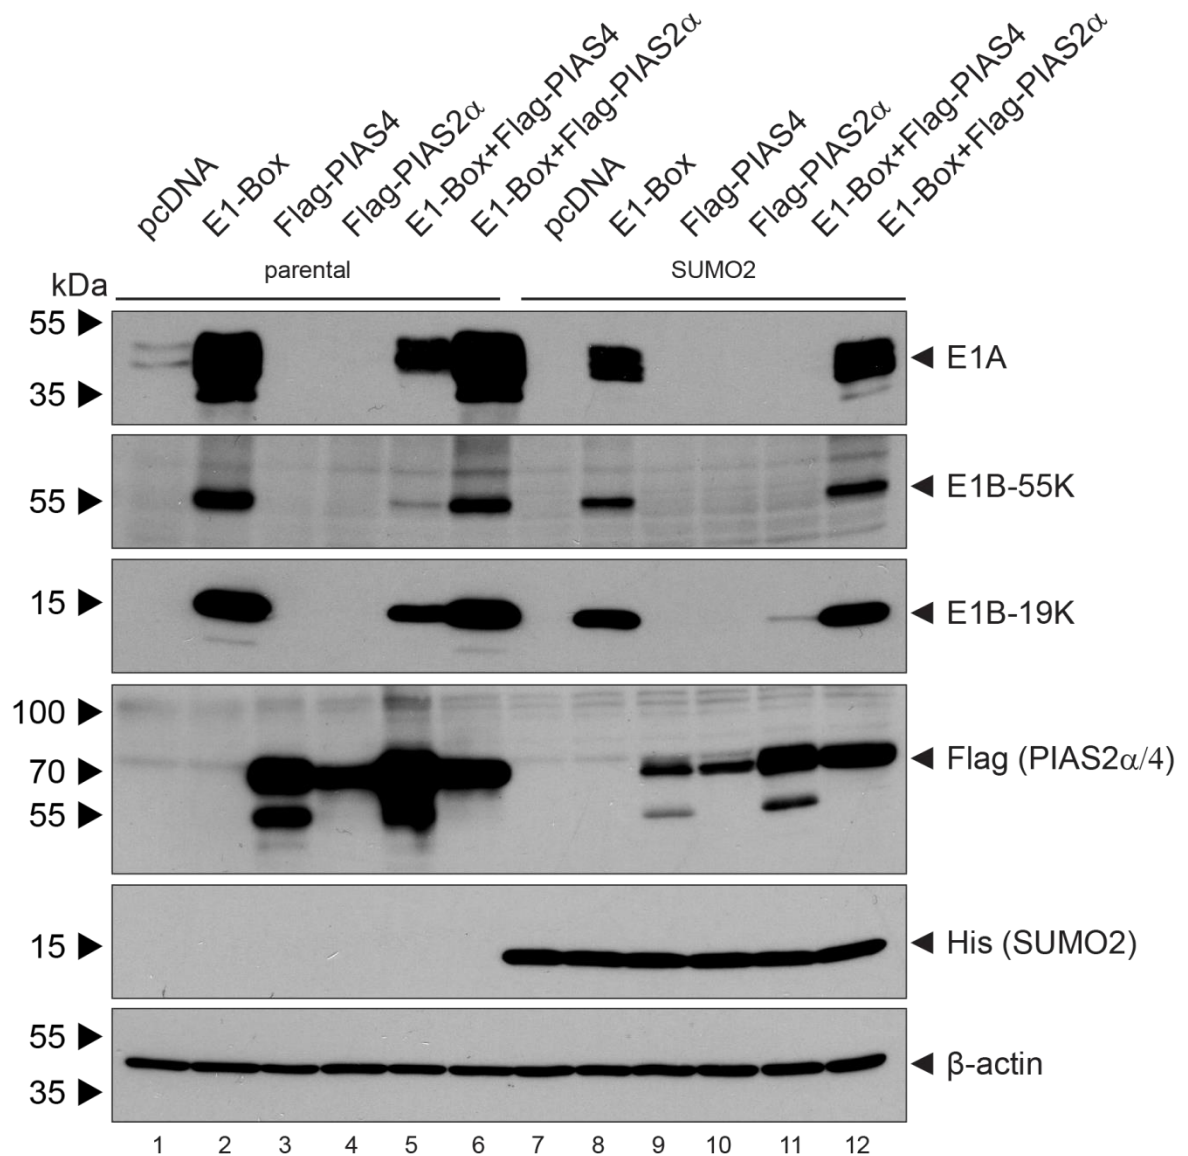 pcDNA
E1-Box
Flag-PIAS4
Flag-PIAS2α
E1-Box+Flag-PIAS4
E1-Box+Flag-PIAS2α
pcDNA
E1-Box
Flag-PIAS4
Flag-PIAS2α
E1-Box+Flag-PIAS4
E1-Box+Flag-PIAS2α
parental SUMO2
kDa
55
E1A
35
55 E1B-55K
15 E1B-19K
100
70 Flag (PIAS2α/4)
55
15 His (SUMO2)
55
β-actin
35
1 2 3 4 5 6 7 8 9 10 11 12